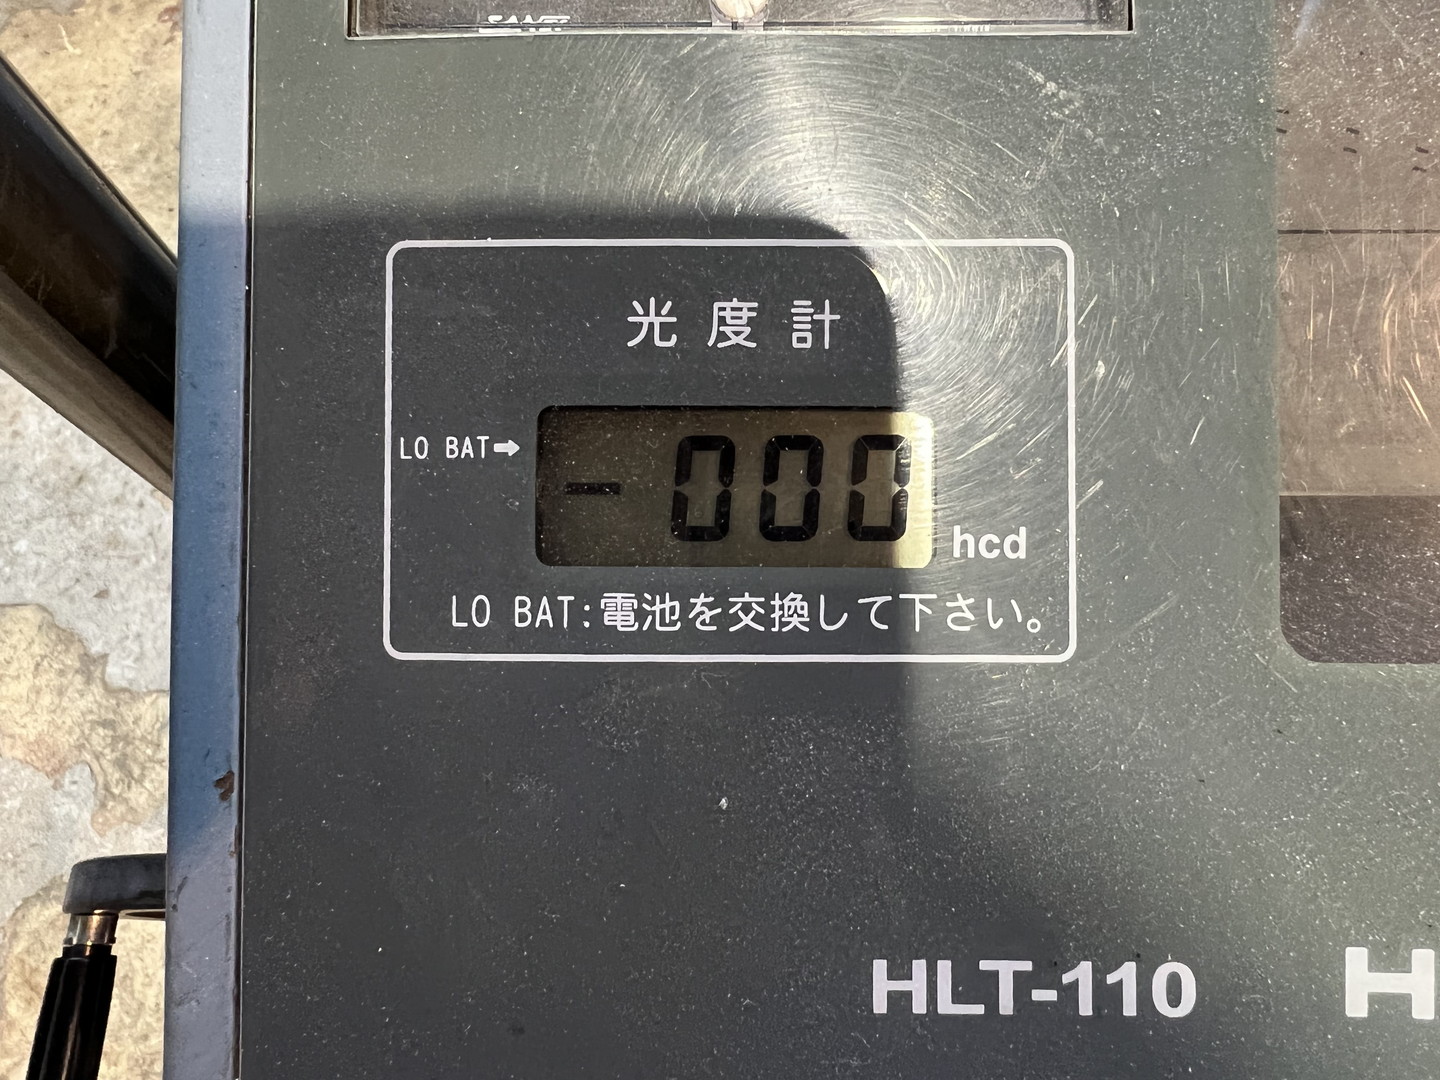 光度計
LO BAT➡
- 000
hcd
LO BAT:電池を交換して下さい。
HLT-110